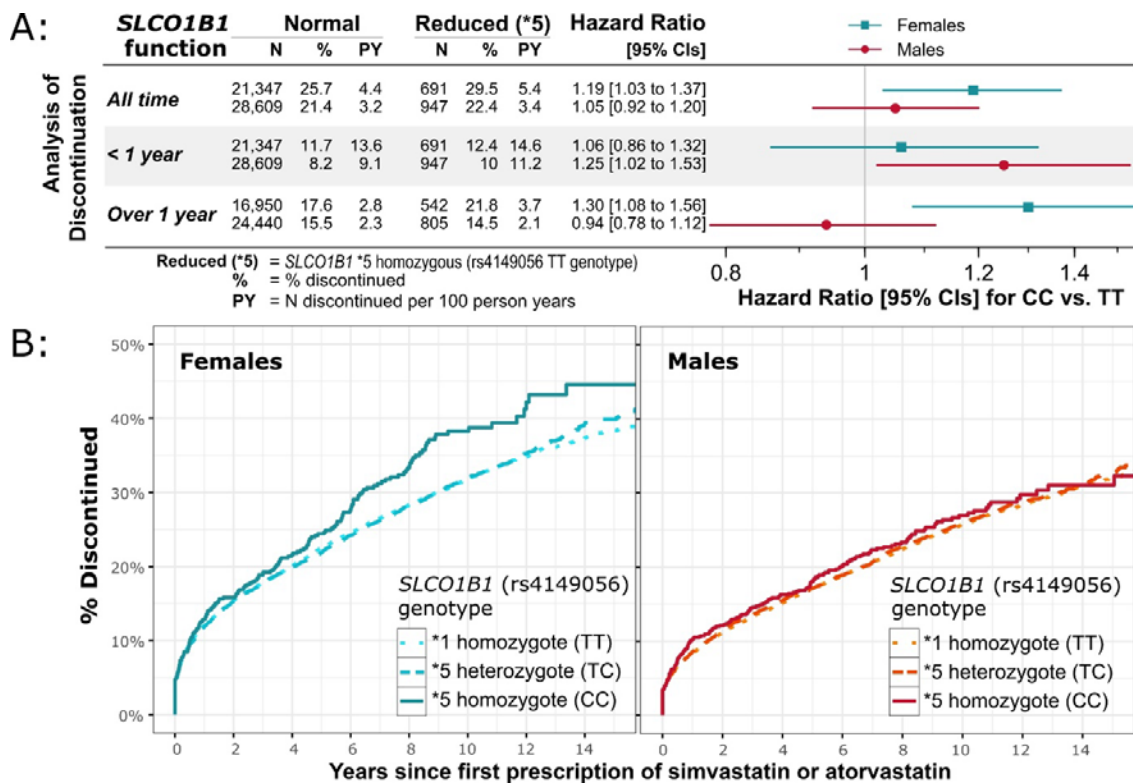 A:
SLCO1B1 function Normal Reduced (*5) Hazard Ratio
N % PY N % PY [95% CIs]
Females
Males
Analysis of Discontinuation
All time
21,347 25.7 4.4 691 29.5 5.4 1.19 [1.03 to 1.37]
28,609 21.4 3.2 947 22.4 3.4 1.05 [0.92 to 1.20]
< 1 year
21,347 11.7 13.6 691 12.4 14.6 1.06 [0.86 to 1.32]
28,609 8.2 9.1 947 10 11.2 1.25 [1.02 to 1.53]
Over 1 year
16,950 17.6 2.8 542 21.8 3.7 1.30 [1.08 to 1.56]
24,440 15.5 2.3 805 14.5 2.1 0.94 [0.78 to 1.12]
Reduced (*5) = SLCO1B1 *5 homozygous (rs4149056 TT genotype)
% = % discontinued
PY = N discontinued per 100 person years
0.8 1 1.2 1.4
Hazard Ratio [95% CIs] for CC vs. TT
B:
% Discontinued
50%
40%
30%
20%
10%
0%
Females
SLCO1B1 (rs4149056)
genotype
*1 homozygote (TT)
*5 heterozygote (TC)
*5 homozygote (CC)
0 2 4 6 8 10 12 14
Males
SLCO1B1 (rs4149056)
genotype
*1 homozygote (TT)
*5 heterozygote (TC)
*5 homozygote (CC)
0 2 4 6 8 10 12 14
Years since first prescription of simvastatin or atorvastatin